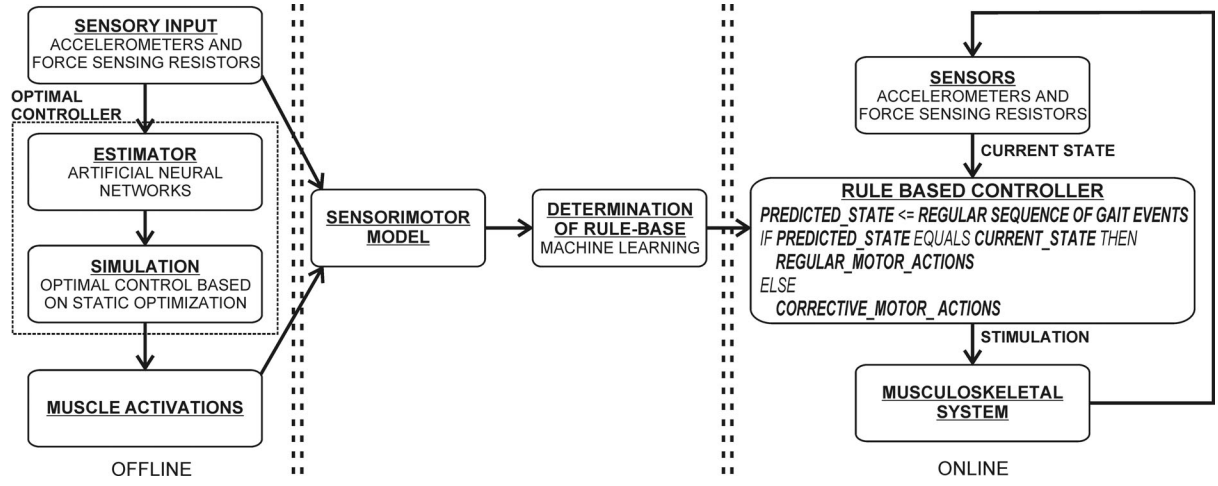 SENSORY INPUT
ACCELEROMETERS AND
FORCE SENSING RESISTORS
OPTIMAL
CONTROLLER
ESTIMATOR
ARTIFICIAL NEURAL
NETWORKS
SIMULATION
OPTIMAL CONTROL BASED
ON STATIC OPTIMIZATION
MUSCLE ACTIVATIONS
OFFLINE
SENSORIMOTOR
MODEL
DETERMINATION
OF RULE-BASE
MACHINE LEARNING
SENSORS
ACCELEROMETERS AND
FORCE SENSING RESISTORS
CURRENT STATE
RULE BASED CONTROLLER
PREDICTED_STATE <= REGULAR SEQUENCE OF GAIT EVENTS
IF PREDICTED_STATE EQUALS CURRENT_STATE THEN
REGULAR_MOTOR_ACTIONS
ELSE
CORRECTIVE_MOTOR_ACTIONS
STIMULATION
MUSCULOSKELETAL
SYSTEM
ONLINE